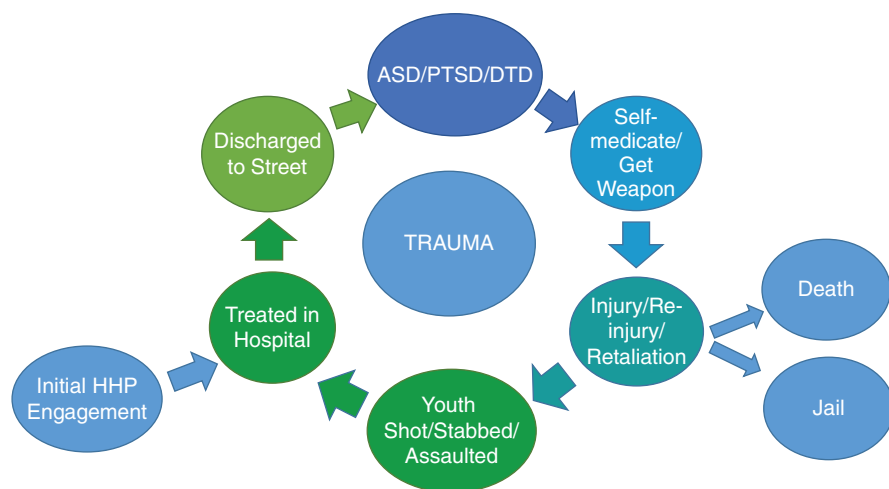 ASD/PTSD/DTD
Self-
medicate/
Get
Weapon
Discharged
to Street
TRAUMA
Treated in
Hospital
Injury/Re-
injury/
Retaliation
Death
Jail
Initial HHP
Engagement
Youth
Shot/Stabbed/
Assaulted